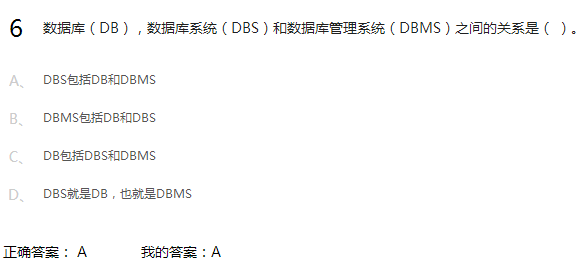 6 数据库（DB），数据库系统（DBS）和数据库管理系统（DBMS）之间的关系是（ ）。
A、 DBS包括DB和DBMS
B、 DBMS包括DB和DBS
C、 DB包括DBS和DBMS
D、 DBS就是DB，也就是DBMS
正确答案： A 我的答案：A